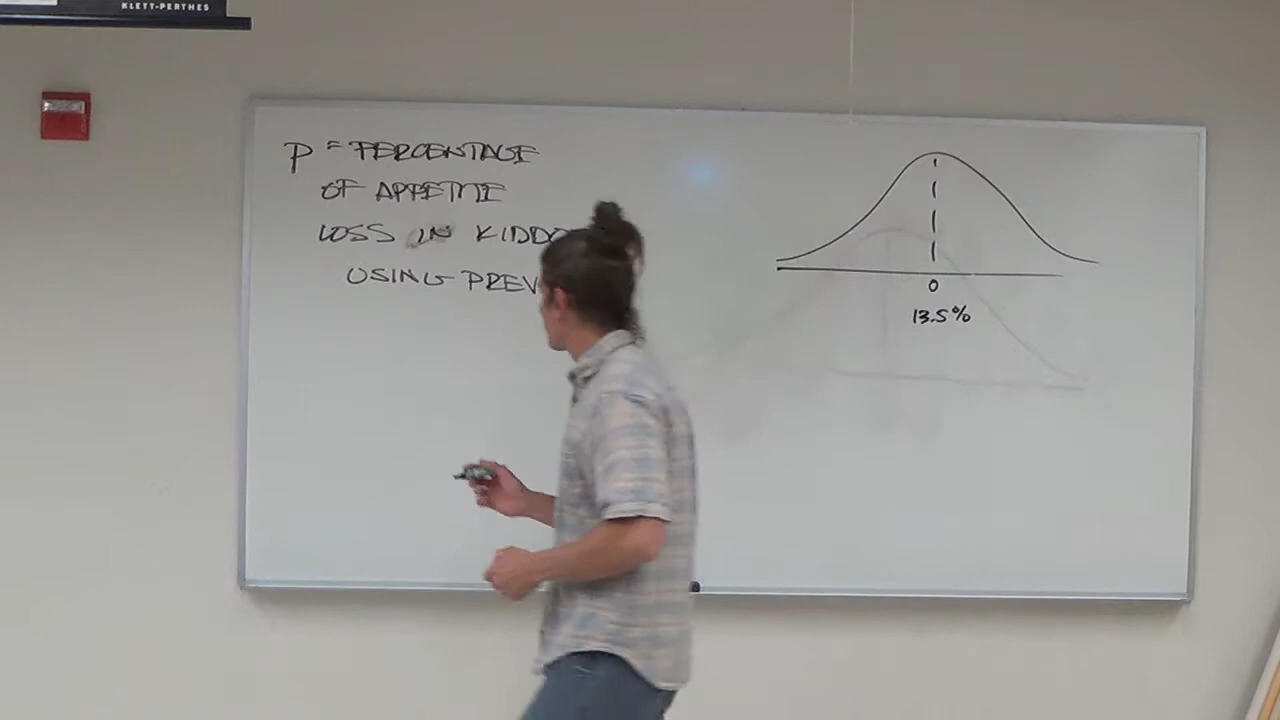 KLETT-PERTHES
P = PERCENTAGE
OF APPETITE
LOSS IN KIDDO
USING PREV
0
13.5%